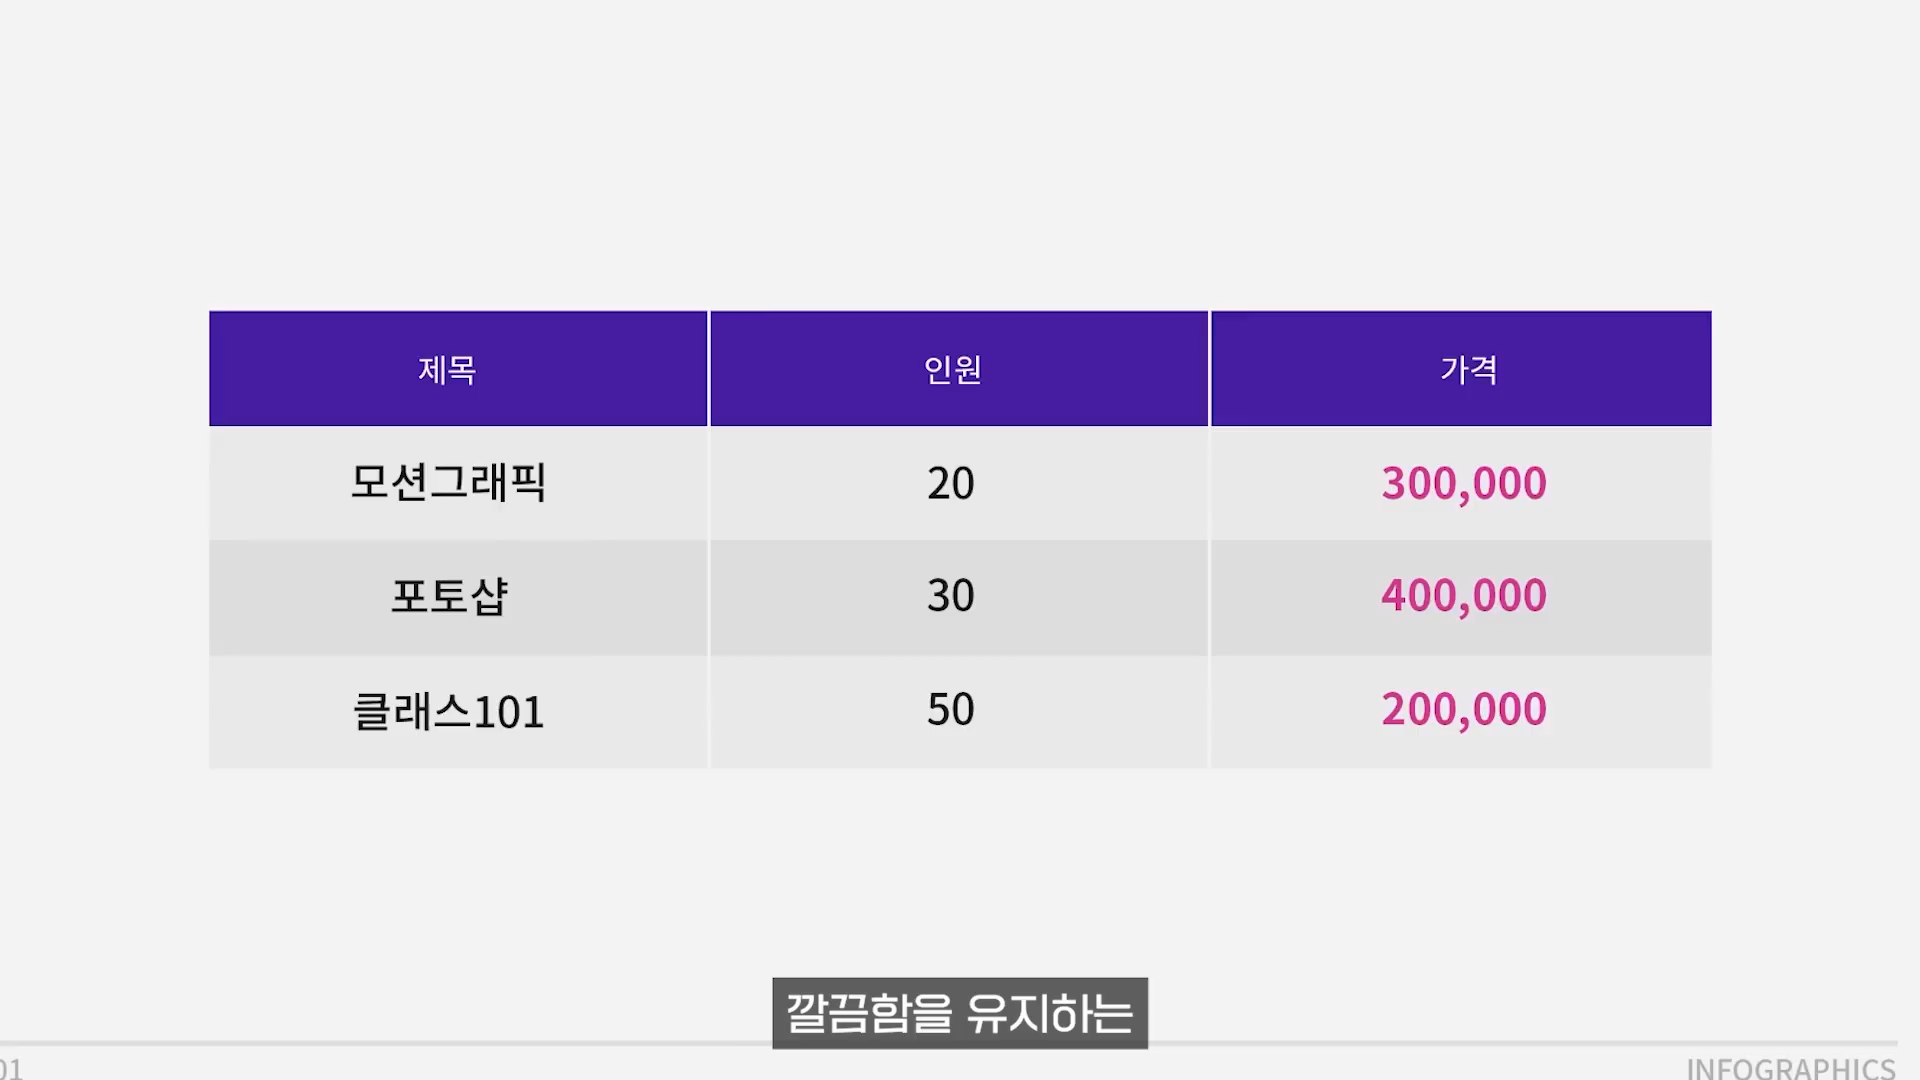 제목 인원 가격
모션그래픽 20 300,000
포토샵 30 400,000
클래스101 50 200,000
깔끔함을 유지하는
01 INFOGRAPHICS